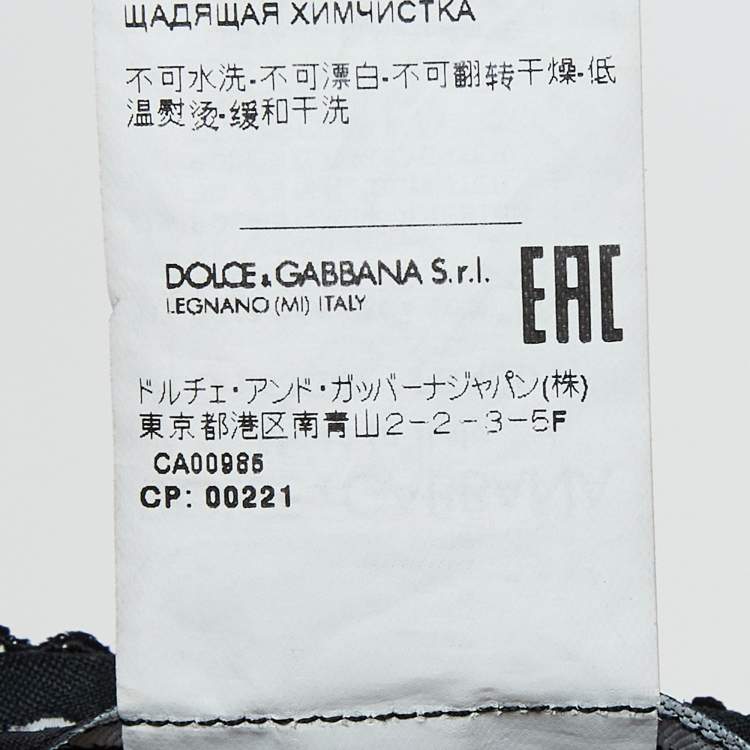 ЩАДЯЩАЯ ХИМЧИСТКА
不可水洗-不可漂白-不可翻转干燥-低
温熨烫-缓和干洗
DOLCE & GABBANA S.r.l.
LEGNANO (MI) ITALY
EAC
ドルチェ・アンド・ガッバーナジャパン(株)
東京都港区南青山2-2-3-5F
CA00985
CP: 00221